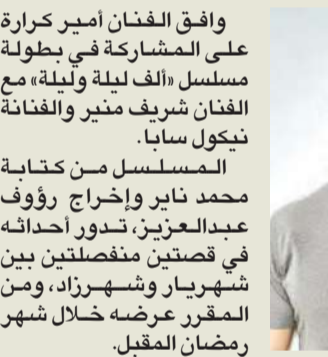 وافق الفنان أمير كرارة
على المشاركة في بطولة
مسلسل «ألف ليلة وليلة» مع
الفنان شريف منير والفنانة
نيكول سابا.
المسلسل من كتابة
محمد ناير وإخراج رؤوف
عبدالعزيز، تدور أحداثه
في قصتين منفصلتين بين
شهريار وشهرزاد، ومن
المقرر عرضه خلال شهر
رمضان المقبل.